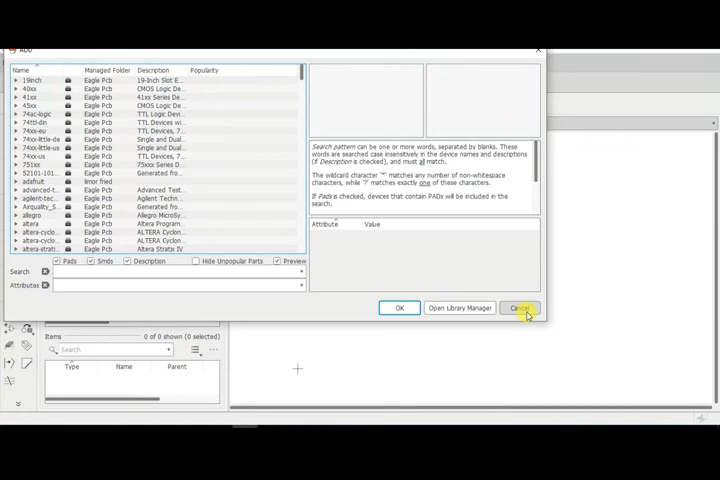 ADD
Name Managed Folder Description Popularity
19inch Eagle Pcb 19-Inch Slot E...
40xx Eagle Pcb CMOS Logic De...
41xx Eagle Pcb 41xx Series De...
45xx Eagle Pcb CMOS Logic De...
74ac-logic Eagle Pcb TTL Logic Devi...
74ttl-din Eagle Pcb TTL Devices wi...
74xx-eu Eagle Pcb TTL Devices, 7...
74xx-little-de Eagle Pcb Single and Dual...
74xx-little-us Eagle Pcb Single and Dual...
74xx-us Eagle Pcb TTL Devices, 7...
751xx Eagle Pcb 75xxx Series D...
52101-101... Eagle Pcb Generated fro...
adafruit limor fried
advanced-t... Eagle Pcb Advanced Test...
agilent-tec... Eagle Pcb Agilent Techn...
Airquality_S... Eagle Pcb Generated fro...
allegro Eagle Pcb Allegro MicroSy...
altera Eagle Pcb Altera Program...
altera-cyclo... Eagle Pcb ALTERA Cyclon...
altera-cyclo... Eagle Pcb ALTERA Cyclon...
altera-strati... Eagle Pcb Altera Stratix IV
Search pattern can be one or more words, separated by blanks. These
words are searched case insensitively in the device names and descriptions
(if Description is checked), and must all match.
The wildcard character '*' matches any number of non-whitespace
characters, while '?' matches exactly one of these characters.
If Pads is checked, devices that contain PADs will be included in the
search.
Attribute Value
Pads Smds Description Hide Unpopular Parts Preview
Search
Attributes
OK Open Library Manager Cancel
Items 0 of 0 shown (0 selected)
Search
Type Name Parent